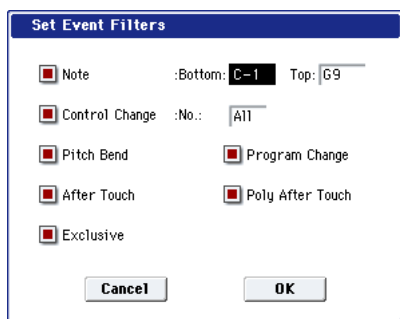 Set Event Filters
Note :Bottom: C-1 Top: G9
Control Change :No.: All
Pitch Bend Program Change
After Touch Poly After Touch
Exclusive
Cancel OK